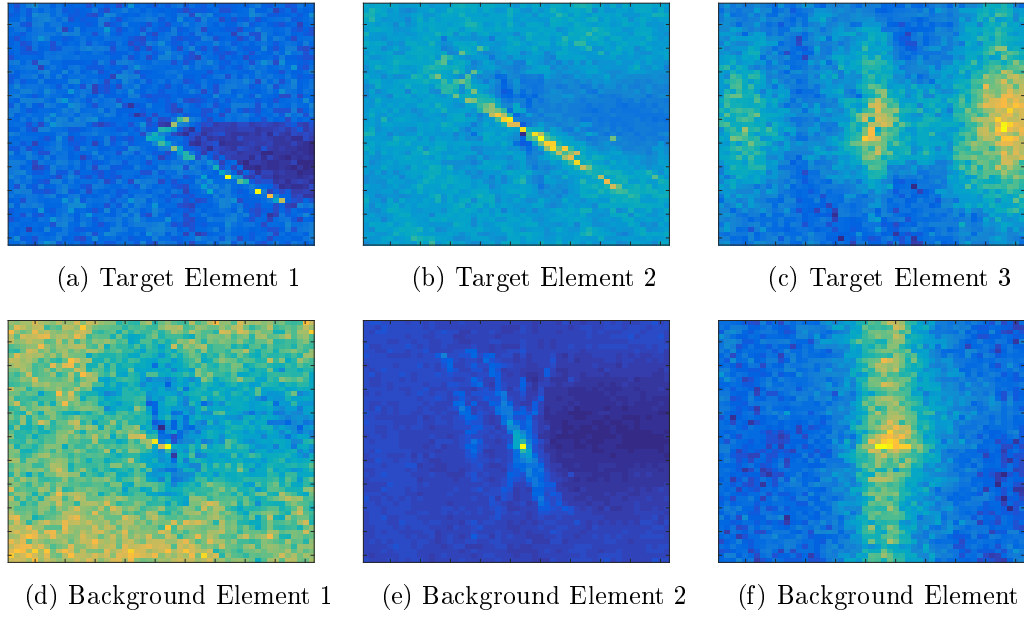 (a) Target Element 1
(b) Target Element 2
(c) Target Element 3
(d) Background Element 1
(e) Background Element 2
(f) Background Element